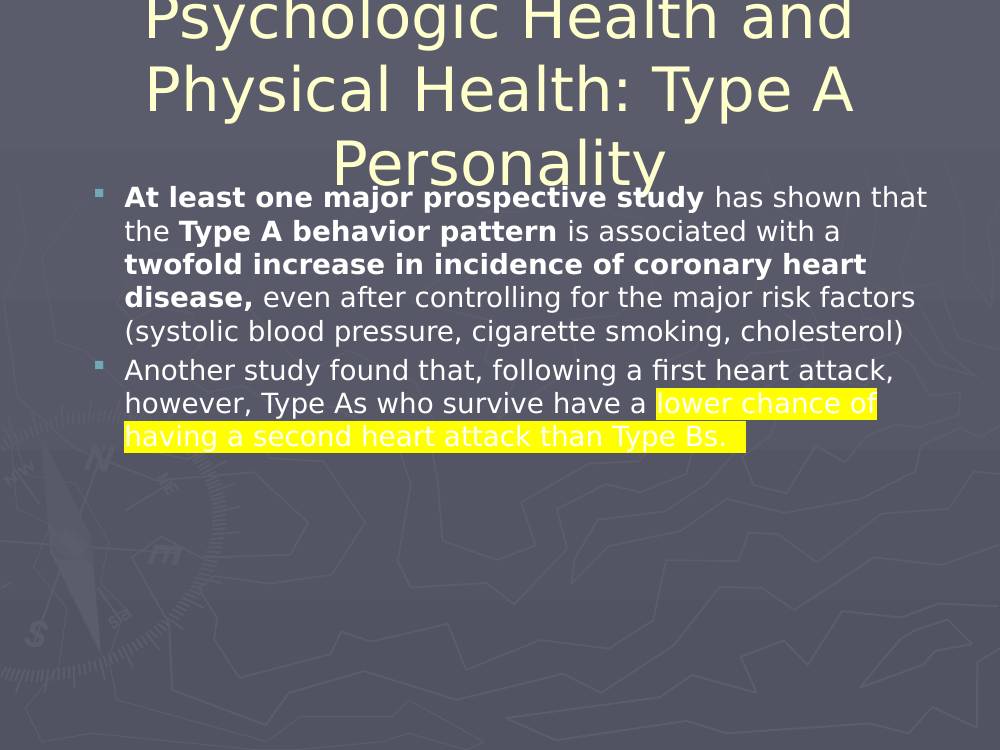 Psychologic Health and
Physical Health: Type A
Personality
At least one major prospective study has shown that
the Type A behavior pattern is associated with a
twofold increase in incidence of coronary heart
disease, even after controlling for the major risk factors
(systolic blood pressure, cigarette smoking, cholesterol)
Another study found that, following a first heart attack,
however, Type As who survive have a lower chance of
having a second heart attack than Type Bs.
NW
N
NE
E
SE
S